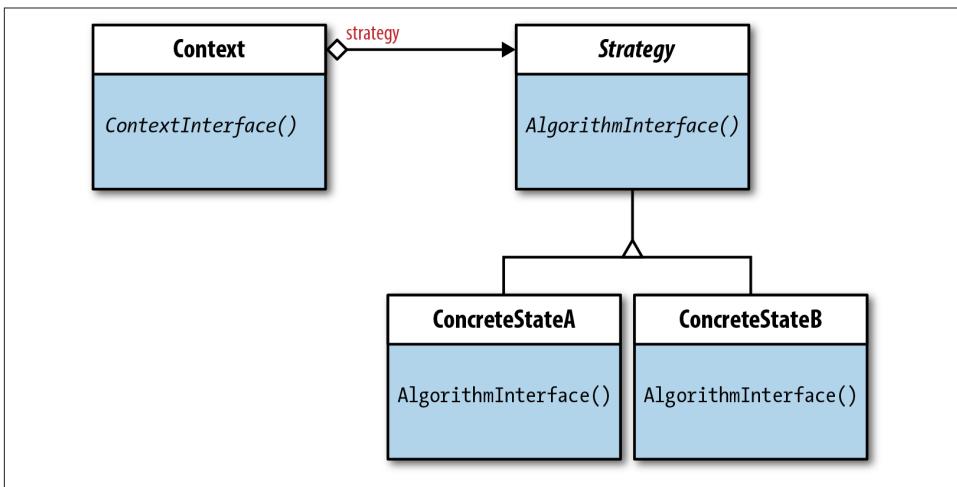 Context
strategy
Strategy
ContextInterface()
AlgorithmInterface()
ConcreteStateA
ConcreteStateB
AlgorithmInterface()
AlgorithmInterface()